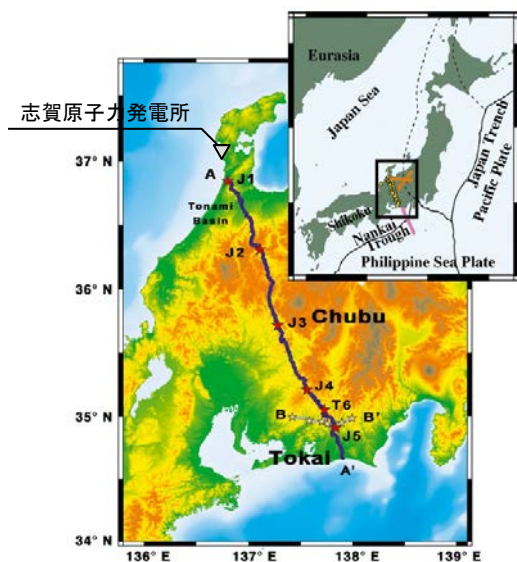 志賀原子力発電所
37° N
36° N
35° N
34° N
136° E
137° E
138° E
139° E
A
J1
Tonami
Basin
J2
J3
Chubu
J4
T6
B
B'
J5
Tokai
A'
Eurasia
Japan Sea
Japan Trench
Pacific Plate
Shikoku
Nankai
Trough
Philippine Sea Plate